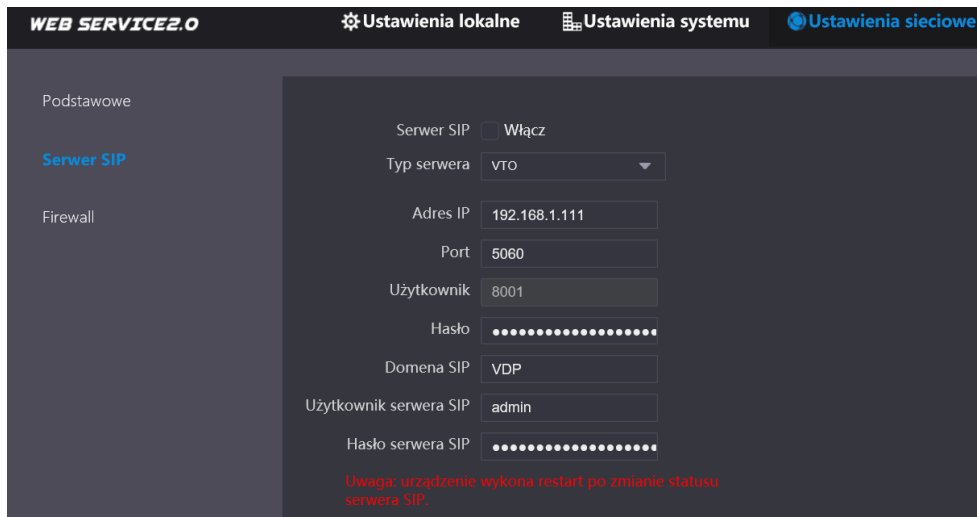 WEB SERVICE2.0
Ustawienia lokalne
Ustawienia systemu
Ustawienia sieciowe
Podstawowe
Serwer SIP
Firewall
Serwer SIP Włącz
Typ serwera VTO
Adres IP 192.168.1.111
Port 5060
Użytkownik 8001
Hasło ••••••••••••••••••
Domena SIP VDP
Użytkownik serwera SIP admin
Hasło serwera SIP ••••••••••••••••••
Uwaga: urządzenie wykona restart po zmianie statusu
serwera SIP.